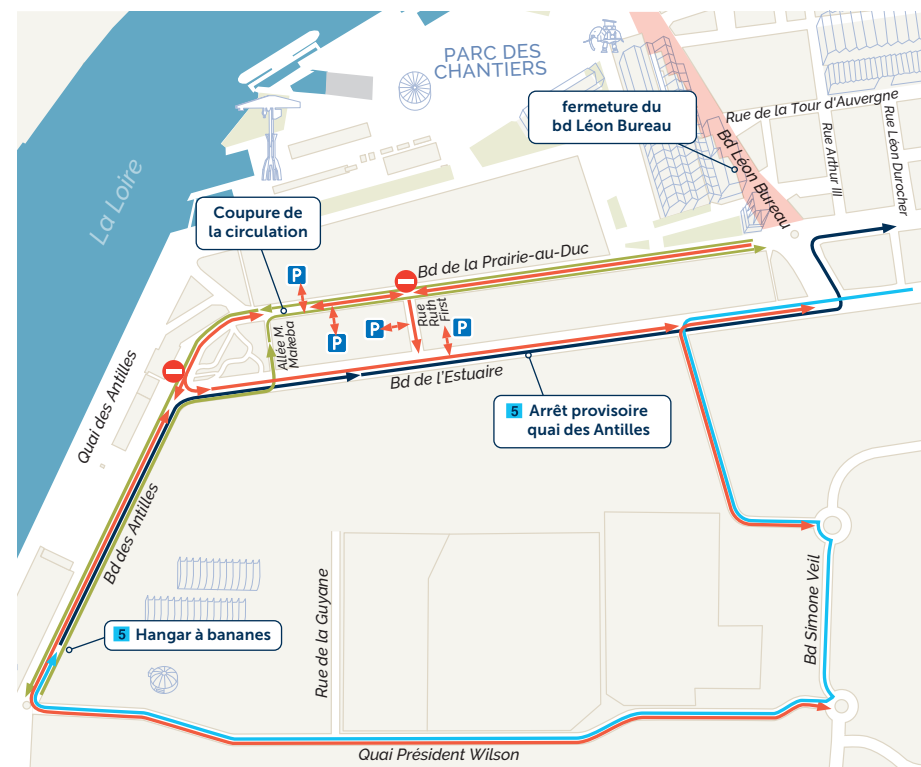 PARC DES
CHANTIERS
fermeture du
bd Léon Bureau
Rue de la Tour d'Auvergne
Bd Léon Bureau
Rue Arthur III
Rue Léon Durocher
La Loire
Coupure de
la circulation
Bd de la Prairie-au-Duc
P
P
P
P
Rue
Ruth
First
Allée M.
Makeba
Quai des Antilles
Bd de l'Estuaire
5 Arrêt provisoire
quai des Antilles
Bd des Antilles
5 Hangar à bananes
Rue de la Guyane
Bd Simone Veil
Quai Président Wilson